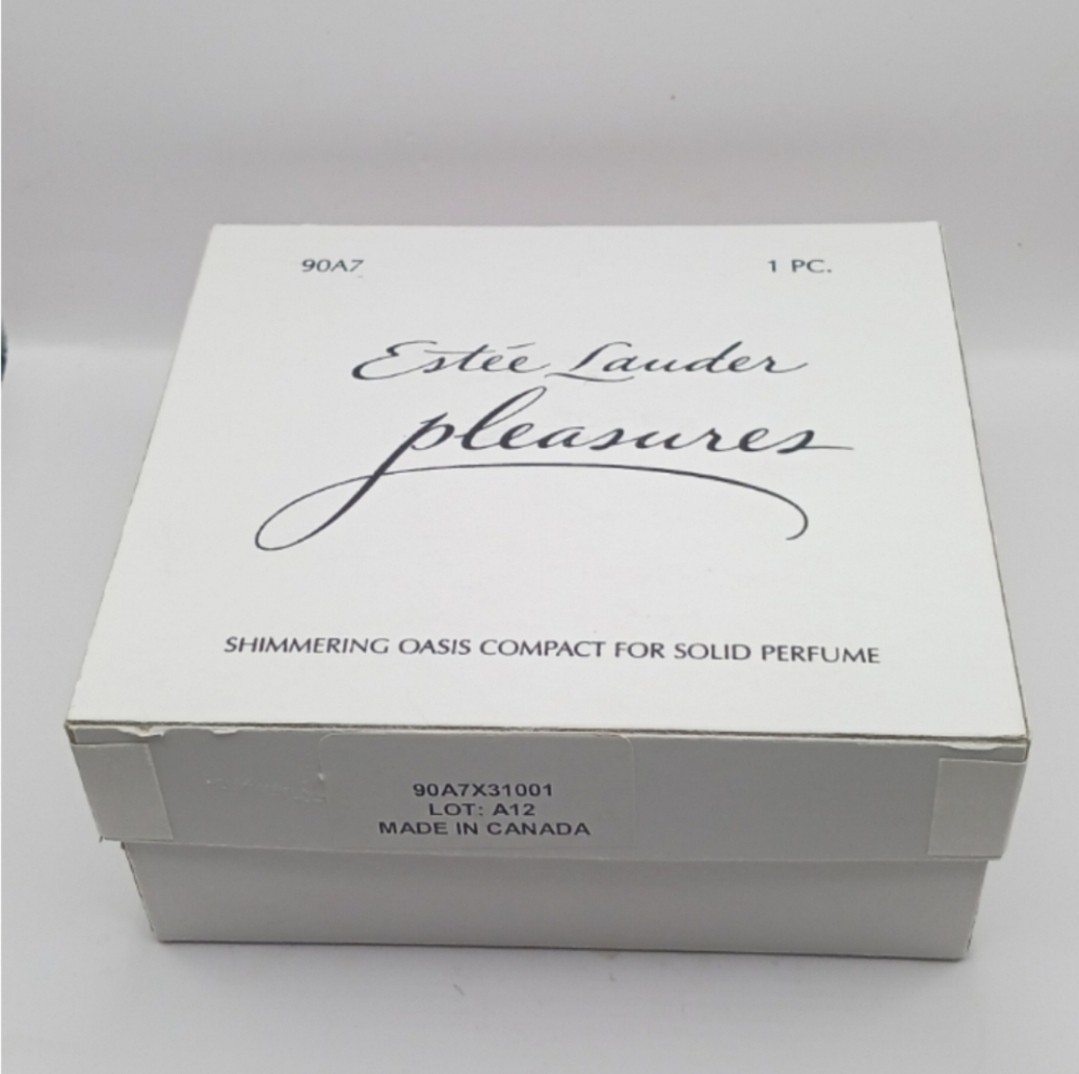 90A7 1 PC.
Estée Lauder
pleasures
SHIMMERING OASIS COMPACT FOR SOLID PERFUME
90A7X31001
LOT: A12
MADE IN CANADA